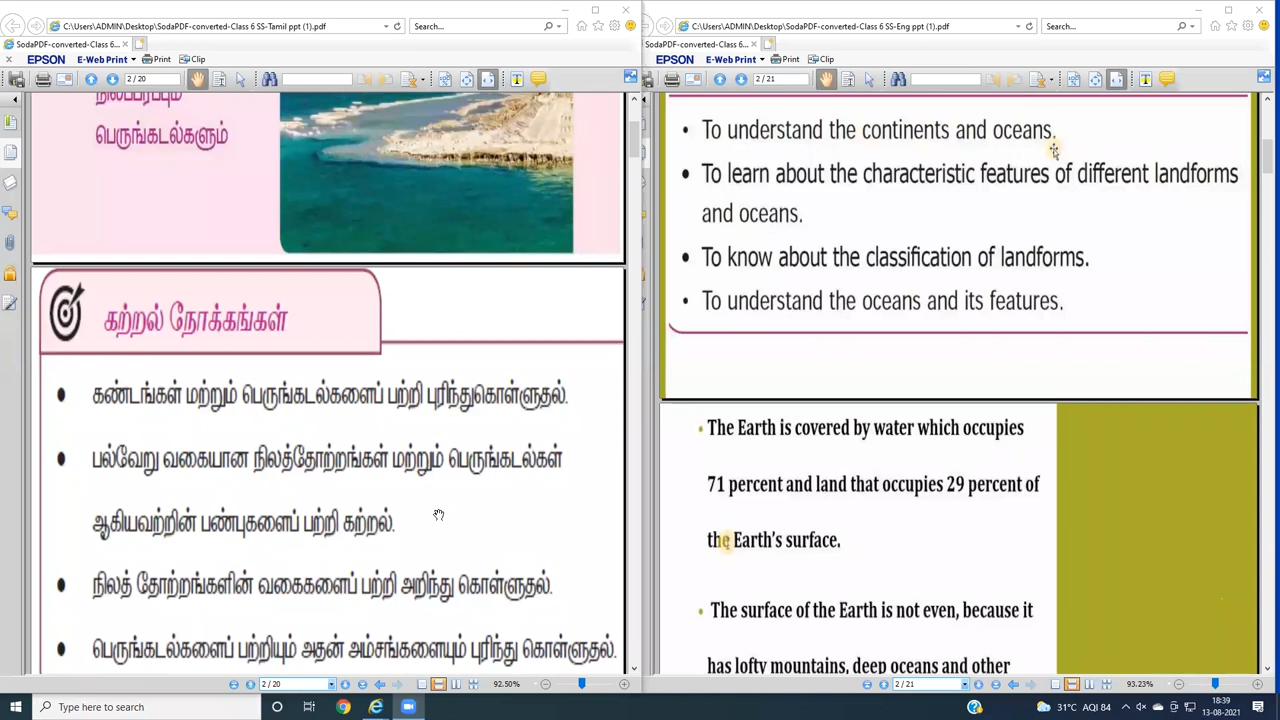 C:\Users\ADMIN\Desktop\SodaPDF-converted-Class 6 SS-Tamil ppt (1).pdf
Search...
SodaPDF-converted-Class 6...
EPSON
E-Web Print
Print
Clip
2 / 20
நிலப்பரப்பும்
பெருங்கடல்களும்
கற்றல் நோக்கங்கள்
கண்டங்கள் மற்றும் பெருங்கடல்களைப் பற்றி புரிந்துகொள்ளுதல்.
பல்வேறு வகையான நிலத்தோற்றங்கள் மற்றும் பெருங்கடல்கள்
ஆகியவற்றின் பண்புகளைப் பற்றி கற்றல்.
நிலத் தோற்றங்களின் வகைகளைப் பற்றி அறிந்து கொள்ளுதல்.
பெருங்கடல்களைப் பற்றியும் அதன் அம்சங்களையும் புரிந்து கொள்ளுதல்.
2 / 20
92.50%
C:\Users\ADMIN\Desktop\SodaPDF-converted-Class 6 SS-Eng ppt (1).pdf
Search...
SodaPDF-converted-Class 6...
EPSON
E-Web Print
Print
Clip
2 / 21
• To understand the continents and oceans.
• To learn about the characteristic features of different landforms
and oceans.
• To know about the classification of landforms.
• To understand the oceans and its features.
• The Earth is covered by water which occupies
71 percent and land that occupies 29 percent of
the Earth's surface.
• The surface of the Earth is not even, because it
has lofty mountains, deep oceans and other
2 / 21
93.23%
Type here to search
31°C AQI 84
18:39
13-08-2021